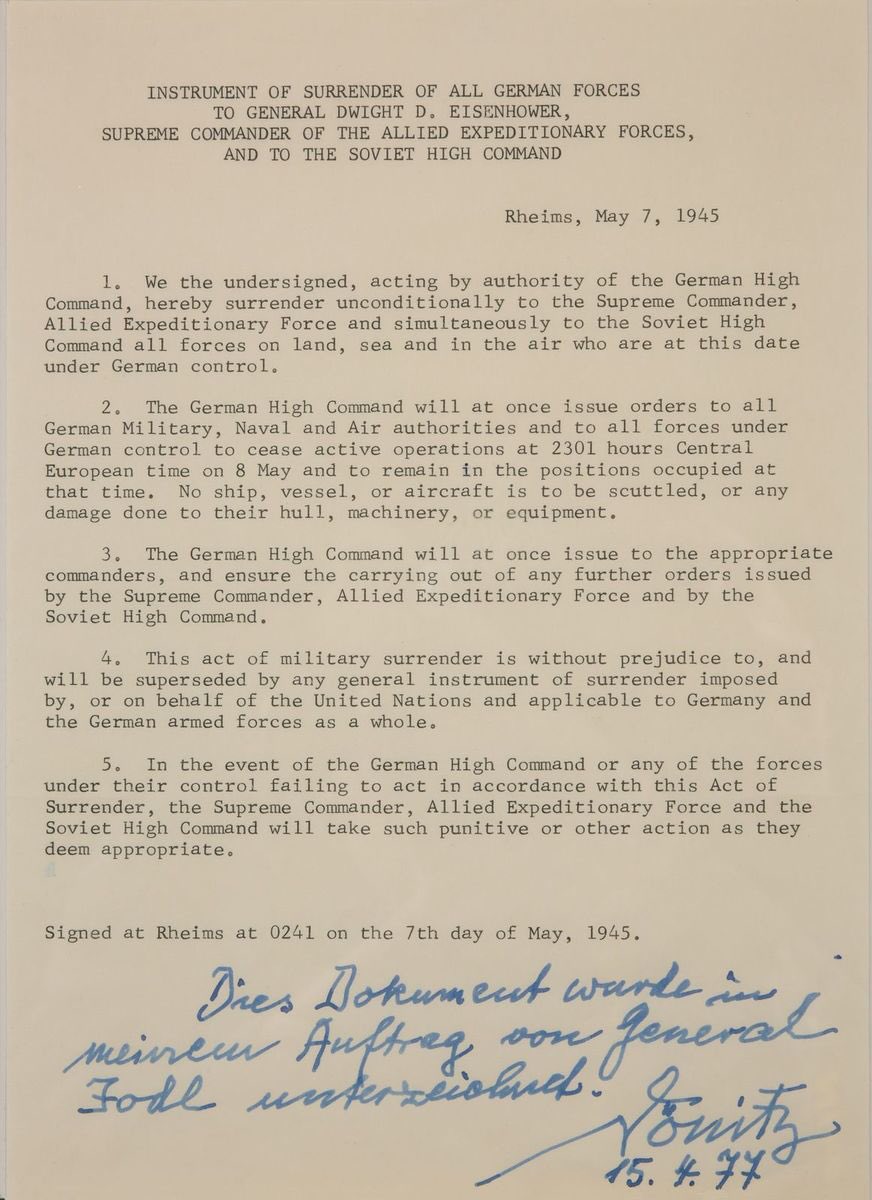 INSTRUMENT OF SURRENDER OF ALL GERMAN FORCES
TO GENERAL DWIGHT D. EISENHOWER,
SUPREME COMMANDER OF THE ALLIED EXPEDITIONARY FORCES,
AND TO THE SOVIET HIGH COMMAND
Rheims, May 7, 1945
1. We the undersigned, acting by authority of the German High
Command, hereby surrender unconditionally to the Supreme Commander,
Allied Expeditionary Force and simultaneously to the Soviet High
Command all forces on land, sea and in the air who are at this date
under German control.
2. The German High Command will at once issue orders to all
German Military, Naval and Air authorities and to all forces under
German control to cease active operations at 2301 hours Central
European time on 8 May and to remain in the positions occupied at
that time. No ship, vessel, or aircraft is to be scuttled, or any
damage done to their hull, machinery, or equipment.
3. The German High Command will at once issue to the appropriate
commanders, and ensure the carrying out of any further orders issued
by the Supreme Commander, Allied Expeditionary Force and by the
Soviet High Command.
4. This act of military surrender is without prejudice to, and
will be superseded by any general instrument of surrender imposed
by, or on behalf of the United Nations and applicable to Germany and
the German armed forces as a whole.
5. In the event of the German High Command or any of the forces
under their control failing to act in accordance with this Act of
Surrender, the Supreme Commander, Allied Expeditionary Force and the
Soviet High Command will take such punitive or other action as they
deem appropriate.
Signed at Rheims at 0241 on the 7th day of May, 1945.
Dies Dokument wurde in
meinem Auftrag von General
Jodl unterzeichnet.
Dönitz
15. 4. 77